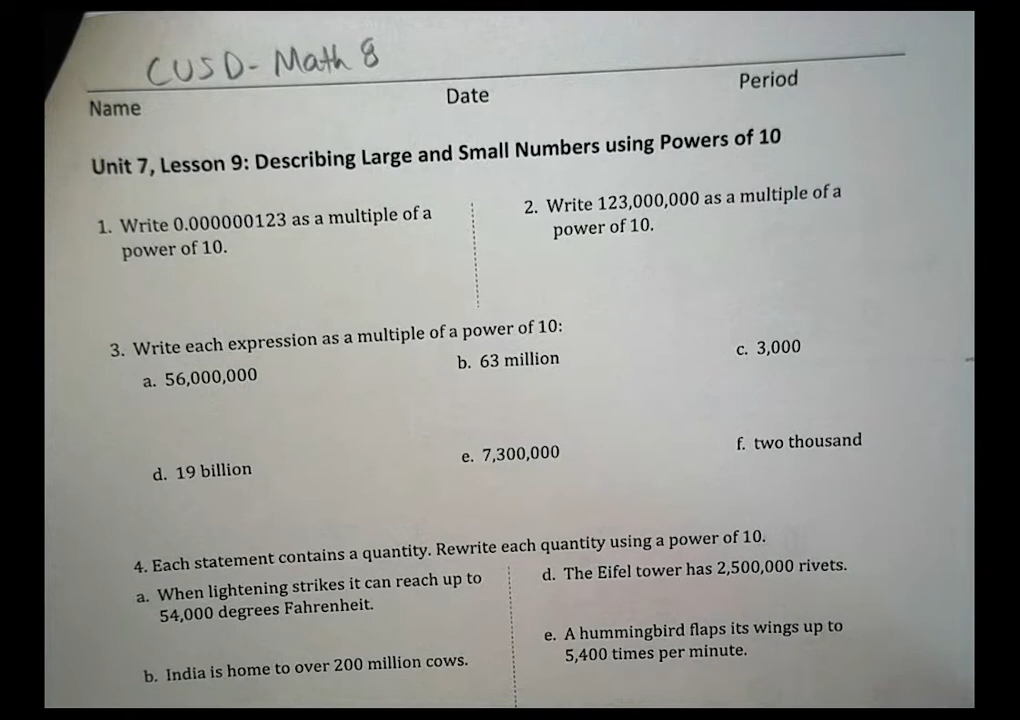 CUSD- Math 8
Name Date Period
Unit 7, Lesson 9: Describing Large and Small Numbers using Powers of 10
1. Write 0.000000123 as a multiple of a
power of 10.
2. Write 123,000,000 as a multiple of a
power of 10.
3. Write each expression as a multiple of a power of 10:
a. 56,000,000
b. 63 million
c. 3,000
d. 19 billion
e. 7,300,000
f. two thousand
4. Each statement contains a quantity. Rewrite each quantity using a power of 10.
a. When lightening strikes it can reach up to
54,000 degrees Fahrenheit.
b. India is home to over 200 million cows.
d. The Eifel tower has 2,500,000 rivets.
e. A hummingbird flaps its wings up to
5,400 times per minute.